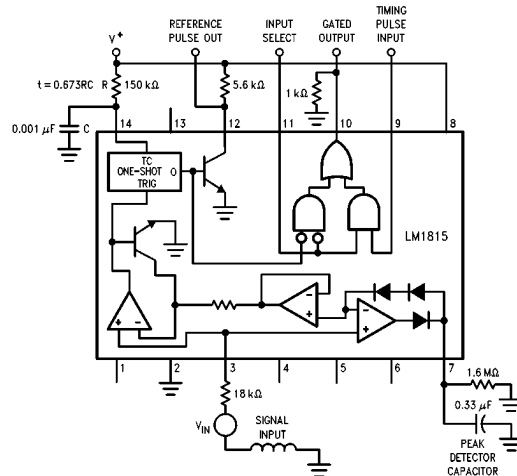 V+
REFERENCE
PULSE OUT
INPUT
SELECT
GATED
OUTPUT
TIMING
PULSE
INPUT
t = 0.673RC R
150 kΩ
5.6 kΩ
1 kΩ
0.001 μF
C
14
13
12
11
10
9
8
TC
ONE-SHOT
TRIG
O
LM1815
+
-
-
+
-
+
1
2
3
4
5
6
7
18 kΩ
1.6 MΩ
0.33 μF
VIN
SIGNAL
INPUT
PEAK
DETECTOR
CAPACITOR